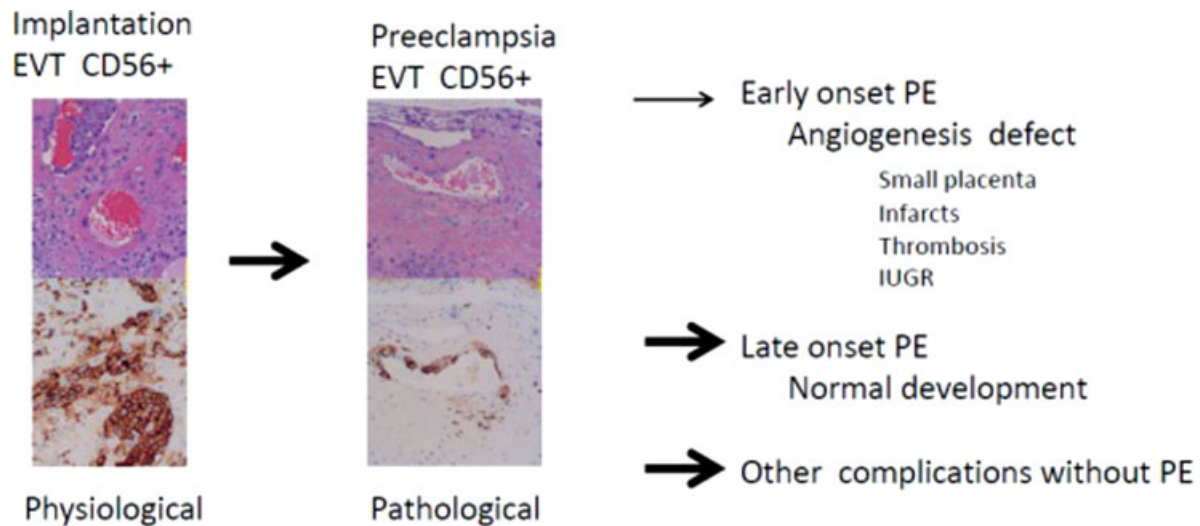 Implantation
EVT CD56+
Physiological
Preeclampsia
EVT CD56+
Pathological
Early onset PE
Angiogenesis defect
Small placenta
Infarcts
Thrombosis
IUGR
Late onset PE
Normal development
Other complications without PE